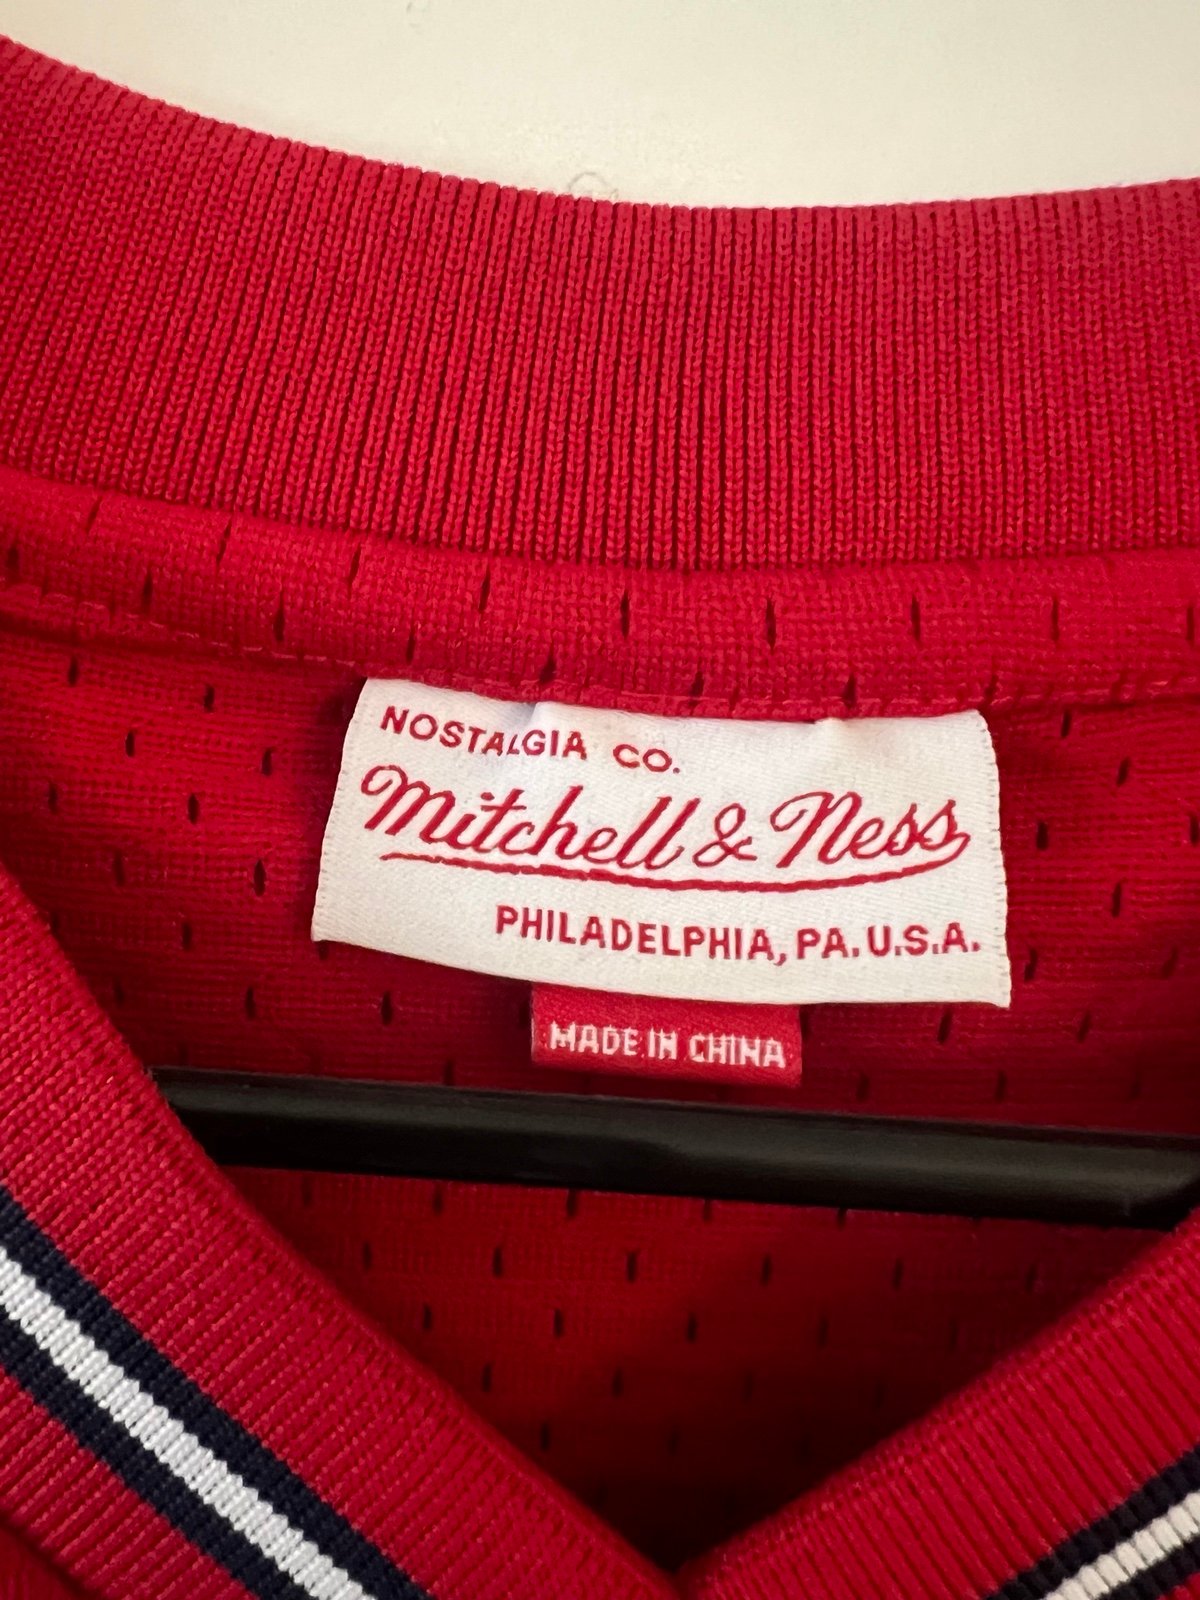 NOSTALGIA CO.
Mitchell & Ness
PHILADELPHIA, PA. U.S.A.
MADE IN CHINA